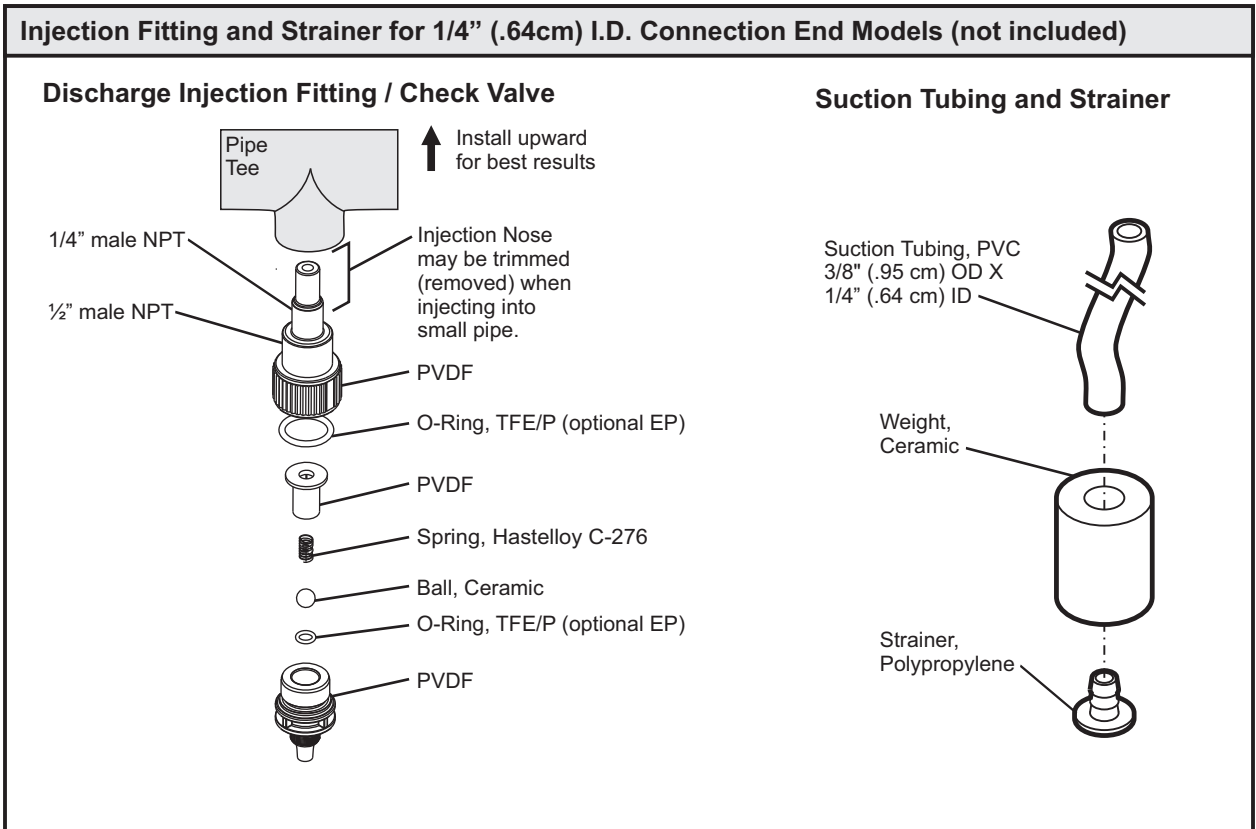 Injection Fitting and Strainer for 1/4” (.64cm) I.D. Connection End Models (not included)
Discharge Injection Fitting / Check Valve
Pipe
Tee
Install upward
for best results
1/4” male NPT
½” male NPT
Injection Nose
may be trimmed
(removed) when
injecting into
small pipe.
PVDF
O-Ring, TFE/P (optional EP)
PVDF
Spring, Hastelloy C-276
Ball, Ceramic
O-Ring, TFE/P (optional EP)
PVDF
Suction Tubing and Strainer
Suction Tubing, PVC
3/8" (.95 cm) OD X
1/4” (.64 cm) ID
Weight,
Ceramic
Strainer,
Polypropylene